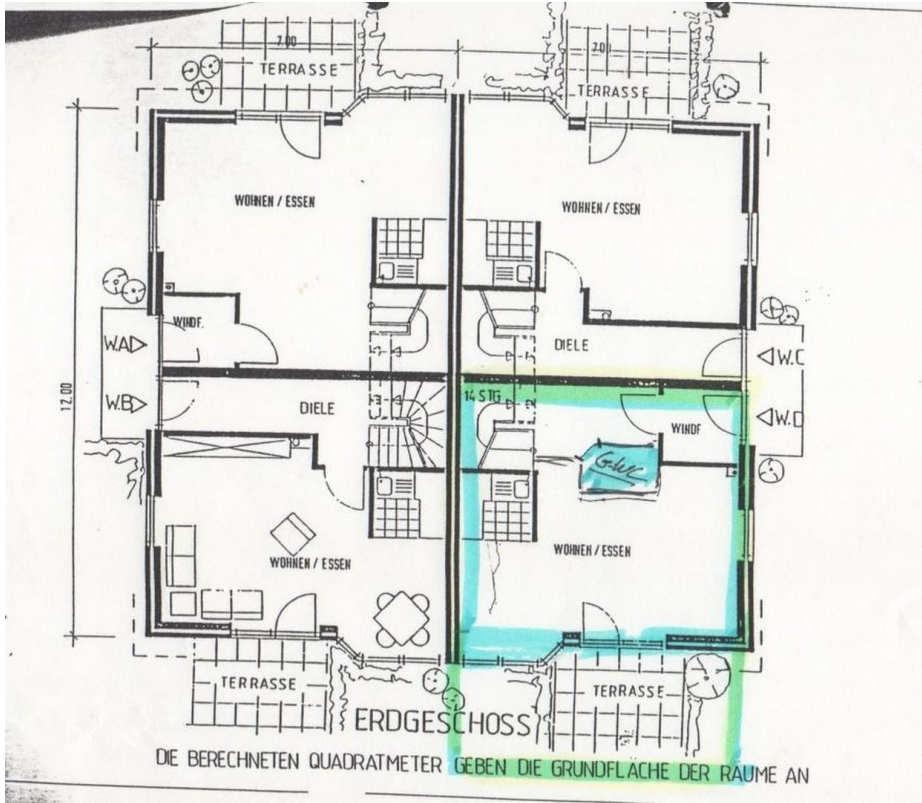 7.00
7.01
TERRASSE
TERRASSE
WOHNEN / ESSEN
WOHNEN / ESSEN
WINDF.
W.A
DIELE
W.C
12.00
W.B
DIELE
14 STG
W.D
WINDF
G-WC
WOHNEN / ESSEN
WOHNEN / ESSEN
TERRASSE
TERRASSE
ERDGESCHOSS
DIE BERECHNETEN QUADRATMETER GEBEN DIE GRUNDFLÄCHE DER RÄUME AN